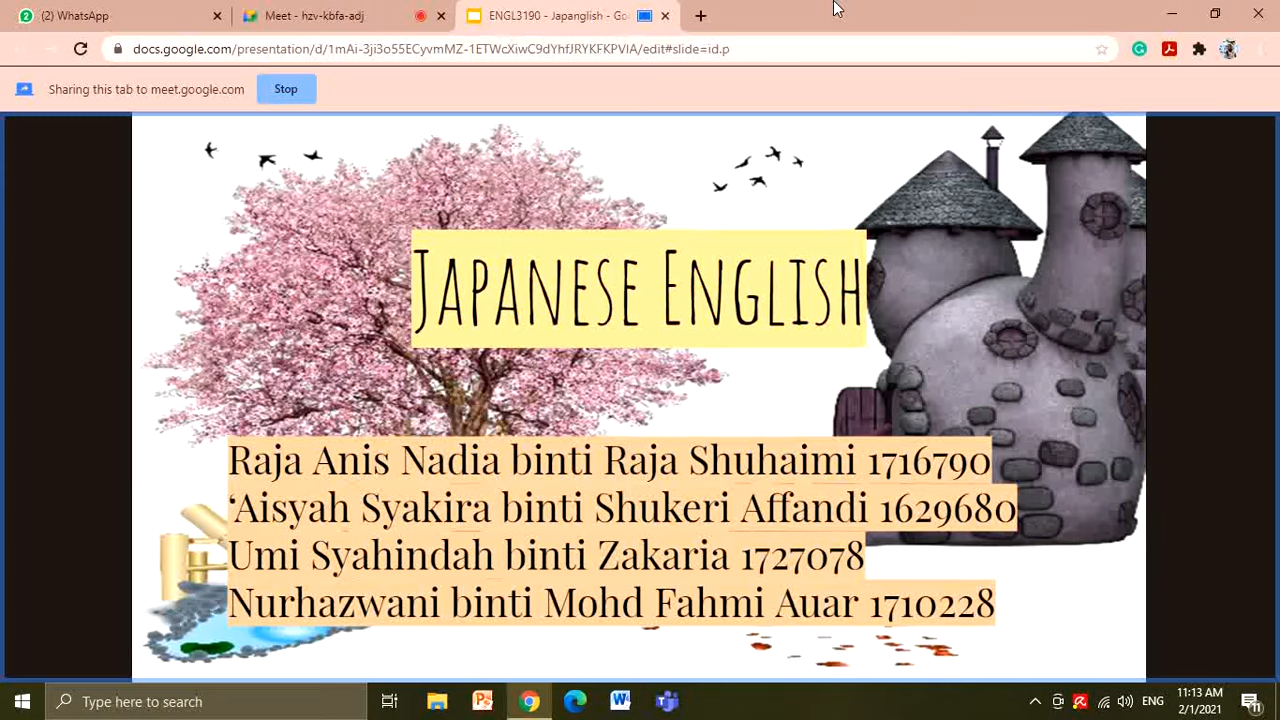 (2) WhatsApp
Meet - hzv-kbfa-adj
ENGL3190 - Japanglish - Go
docs.google.com/presentation/d/1mAi-3ji3o55ECyvmMZ-1ETWcXiwC9dYhfJRYKFKPVIA/edit#slide=id.p
Sharing this tab to meet.google.com
Stop
JAPANESE ENGLISH
Raja Anis Nadia binti Raja Shuhaimi 1716790
‘Aisyah Syakira binti Shukeri Affandi 1629680
Umi Syahindah binti Zakaria 1727078
Nurhazwani binti Mohd Fahmi Auar 1710228
Type here to search
ENG
11:13 AM
2/1/2021
11